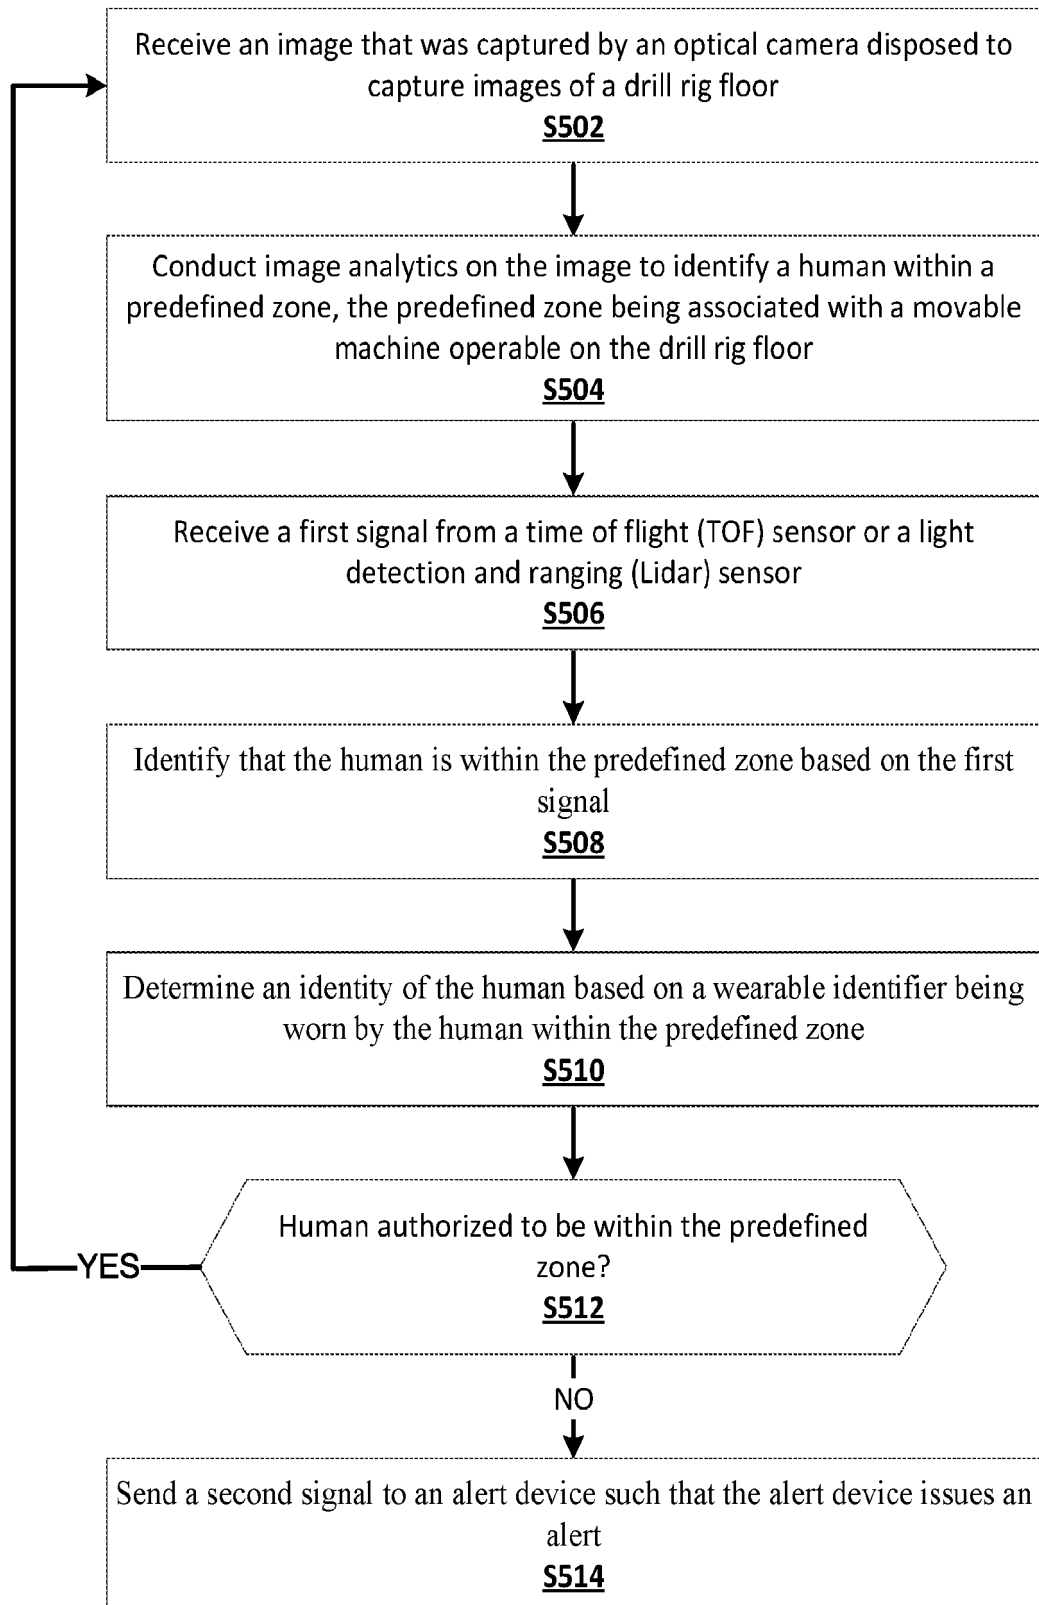 Receive an image that was captured by an optical camera disposed to
capture images of a drill rig floor
S502
Conduct image analytics on the image to identify a human within a
predefined zone, the predefined zone being associated with a movable
machine operable on the drill rig floor
S504
Receive a first signal from a time of flight (TOF) sensor or a light
detection and ranging (Lidar) sensor
S506
Identify that the human is within the predefined zone based on the first
signal
S508
Determine an identity of the human based on a wearable identifier being
worn by the human within the predefined zone
S510
Human authorized to be within the predefined
zone?
S512
YES
NO
Send a second signal to an alert device such that the alert device issues an
alert
S514